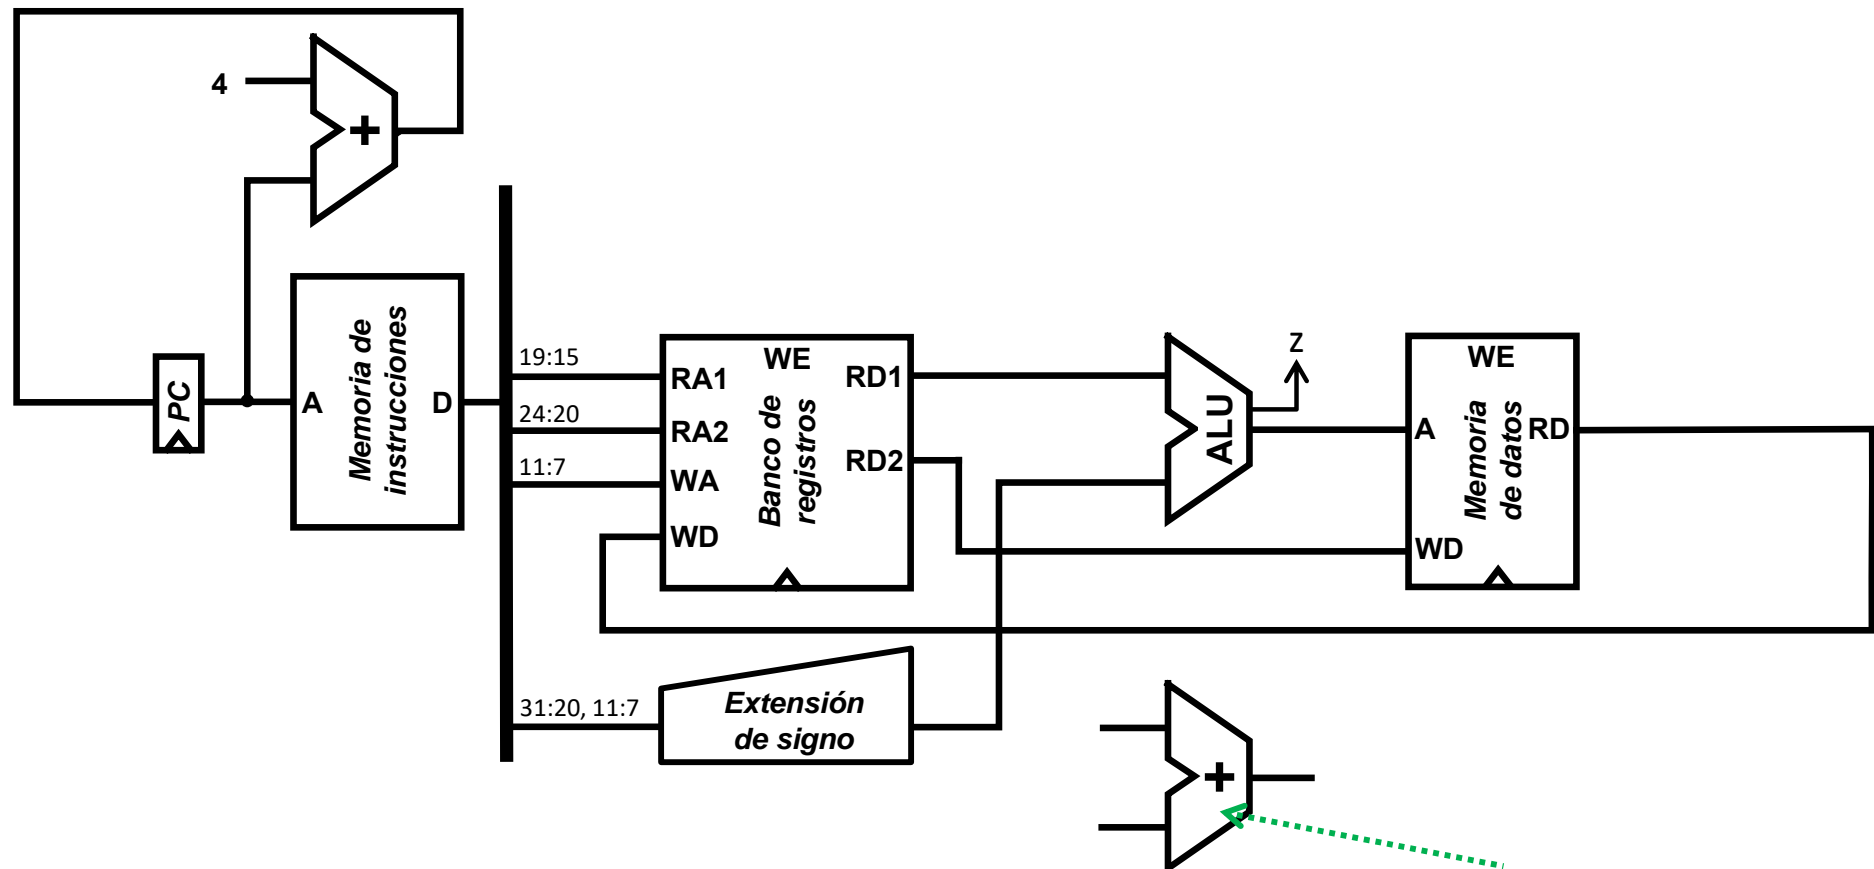 4
+
PC
A
Memoria de
instrucciones
D
19:15
24:20
11:7
31:20, 11:7
RA1
RA2
WA
WD
WE
Banco de
registros
RD1
RD2
Extensión
de signo
ALU
Z
WE
A
Memoria
de datos
RD
WD
+